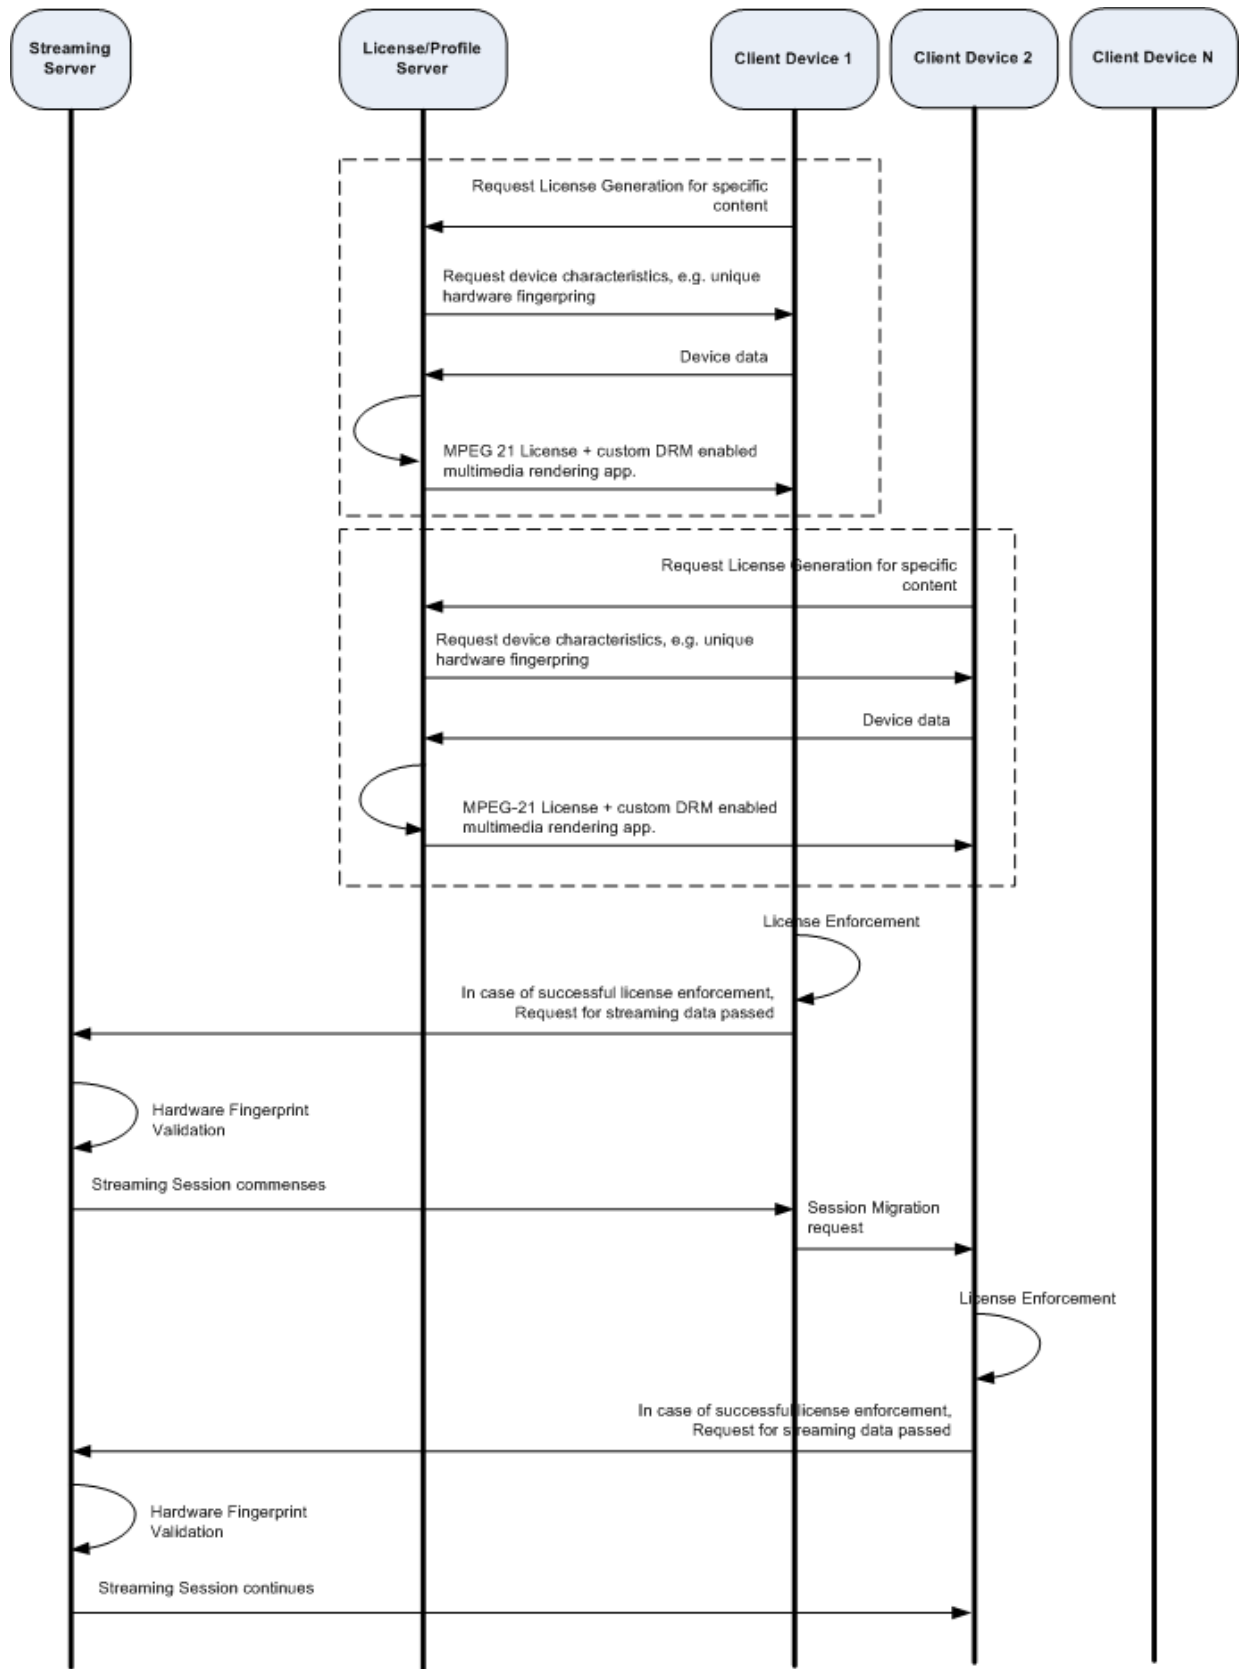 Streaming
Server
License/Profile
Server
Client Device 1
Client Device 2
Client Device N
Request License Generation for specific
content
Request device characteristics, e.g. unique
hardware fingerpring
Device data
MPEG 21 License + custom DRM enabled
multimedia rendering app.
Request License Generation for specific
content
Request device characteristics, e.g. unique
hardware fingerpring
Device data
MPEG-21 License + custom DRM enabled
multimedia rendering app.
License Enforcement
In case of successful license enforcement,
Request for streaming data passed
Hardware Fingerprint
Validation
Streaming Session commenses
Session Migration
request
License Enforcement
In case of successful license enforcement,
Request for streaming data passed
Hardware Fingerprint
Validation
Streaming Session continues